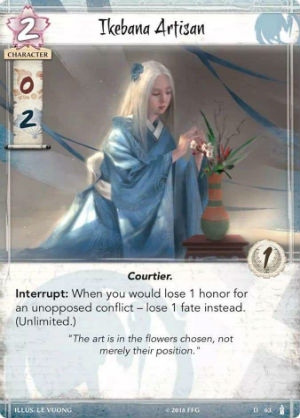 2
Ikebana Artisan
CHARACTER
0
2
1
Courtier.
Interrupt: When you would lose 1 honor for
an unopposed conflict – lose 1 fate instead.
(Unlimited.)
"The art is in the flowers chosen, not
merely their position."
ILLUS. LE VUONG
© 2018 FFG
D 63